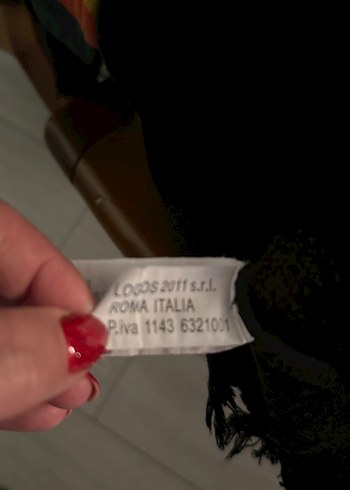 LOGOS 2011 s.r.l.
ROMA ITALIA
P.iva 1143 6321001